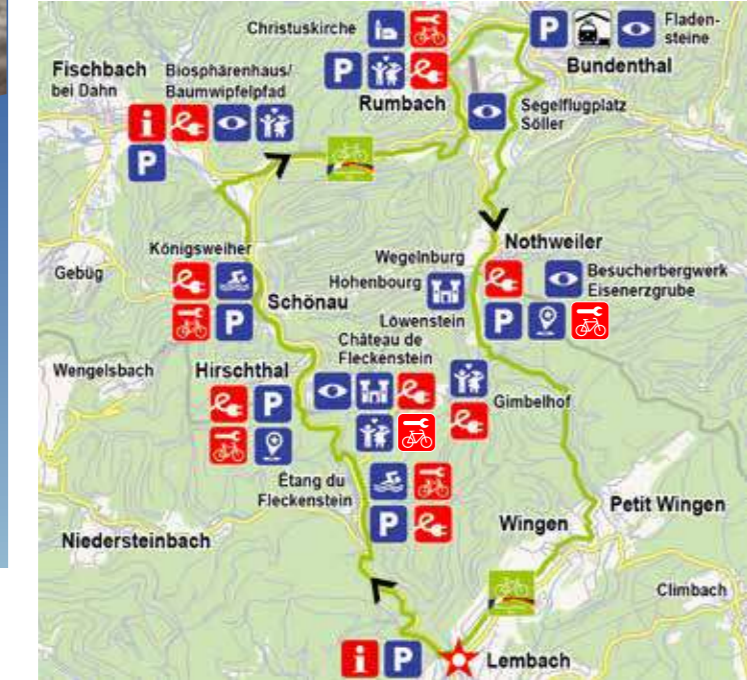 Christuskirche
P
Rumbach
P
Fladen-
steine
Bundenthal
Fischbach
bei Dahn
Biosphärenhaus/
Baumwipfelpfad
i
P
Segelflugplatz
Söller
Königsweiher
P
Schönau
Gebüg
Wegelnburg
Hohenbourg
Löwenstein
Nothweiler
Besucherbergwerk
Eisenerzgrube
P
Château de
Fleckenstein
Wengelsbach
Hirschthal
P
Gimbelhof
Étang du
Fleckenstein
P
Niedersteinbach
Wingen
Petit Wingen
Climbach
i P
Lembach